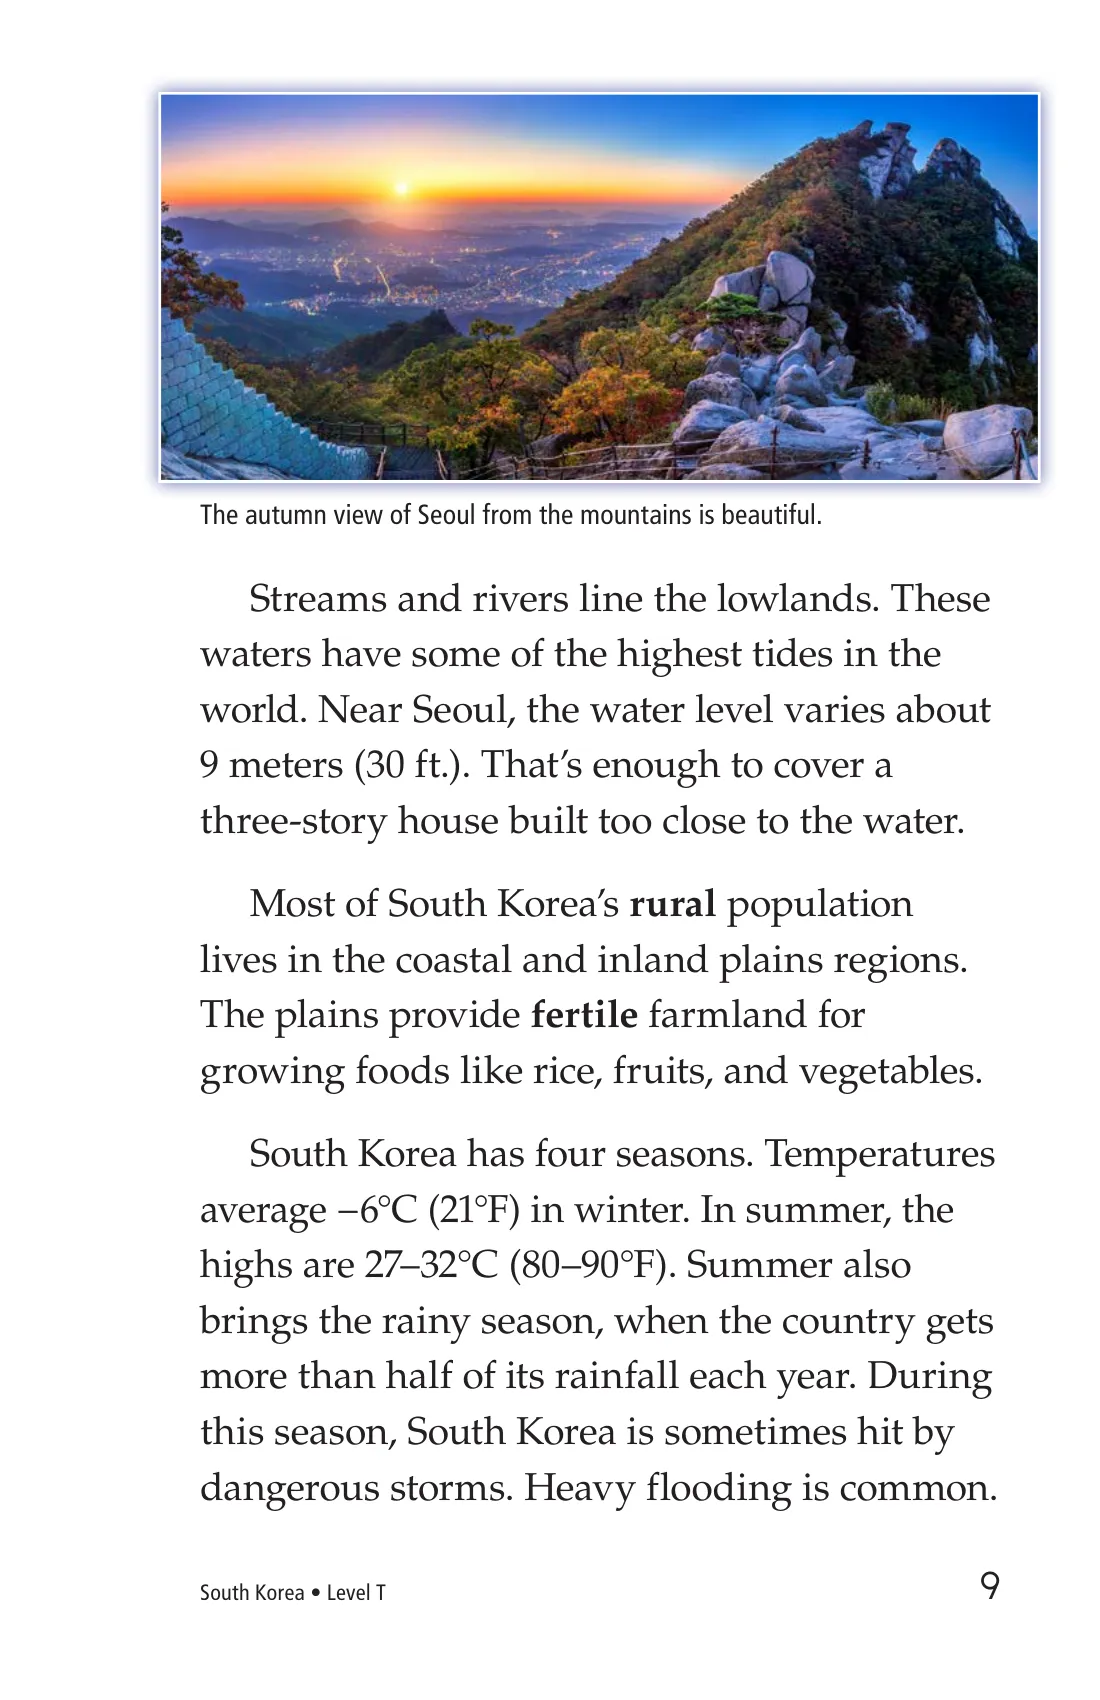 The autumn view of Seoul from the mountains is beautiful.
Streams and rivers line the lowlands. These
waters have some of the highest tides in the
world. Near Seoul, the water level varies about
9 meters (30 ft.). That’s enough to cover a
three-story house built too close to the water.
Most of South Korea’s rural population
lives in the coastal and inland plains regions.
The plains provide fertile farmland for
growing foods like rice, fruits, and vegetables.
South Korea has four seasons. Temperatures
average –6°C (21°F) in winter. In summer, the
highs are 27–32°C (80–90°F). Summer also
brings the rainy season, when the country gets
more than half of its rainfall each year. During
this season, South Korea is sometimes hit by
dangerous storms. Heavy flooding is common.
South Korea • Level T
9